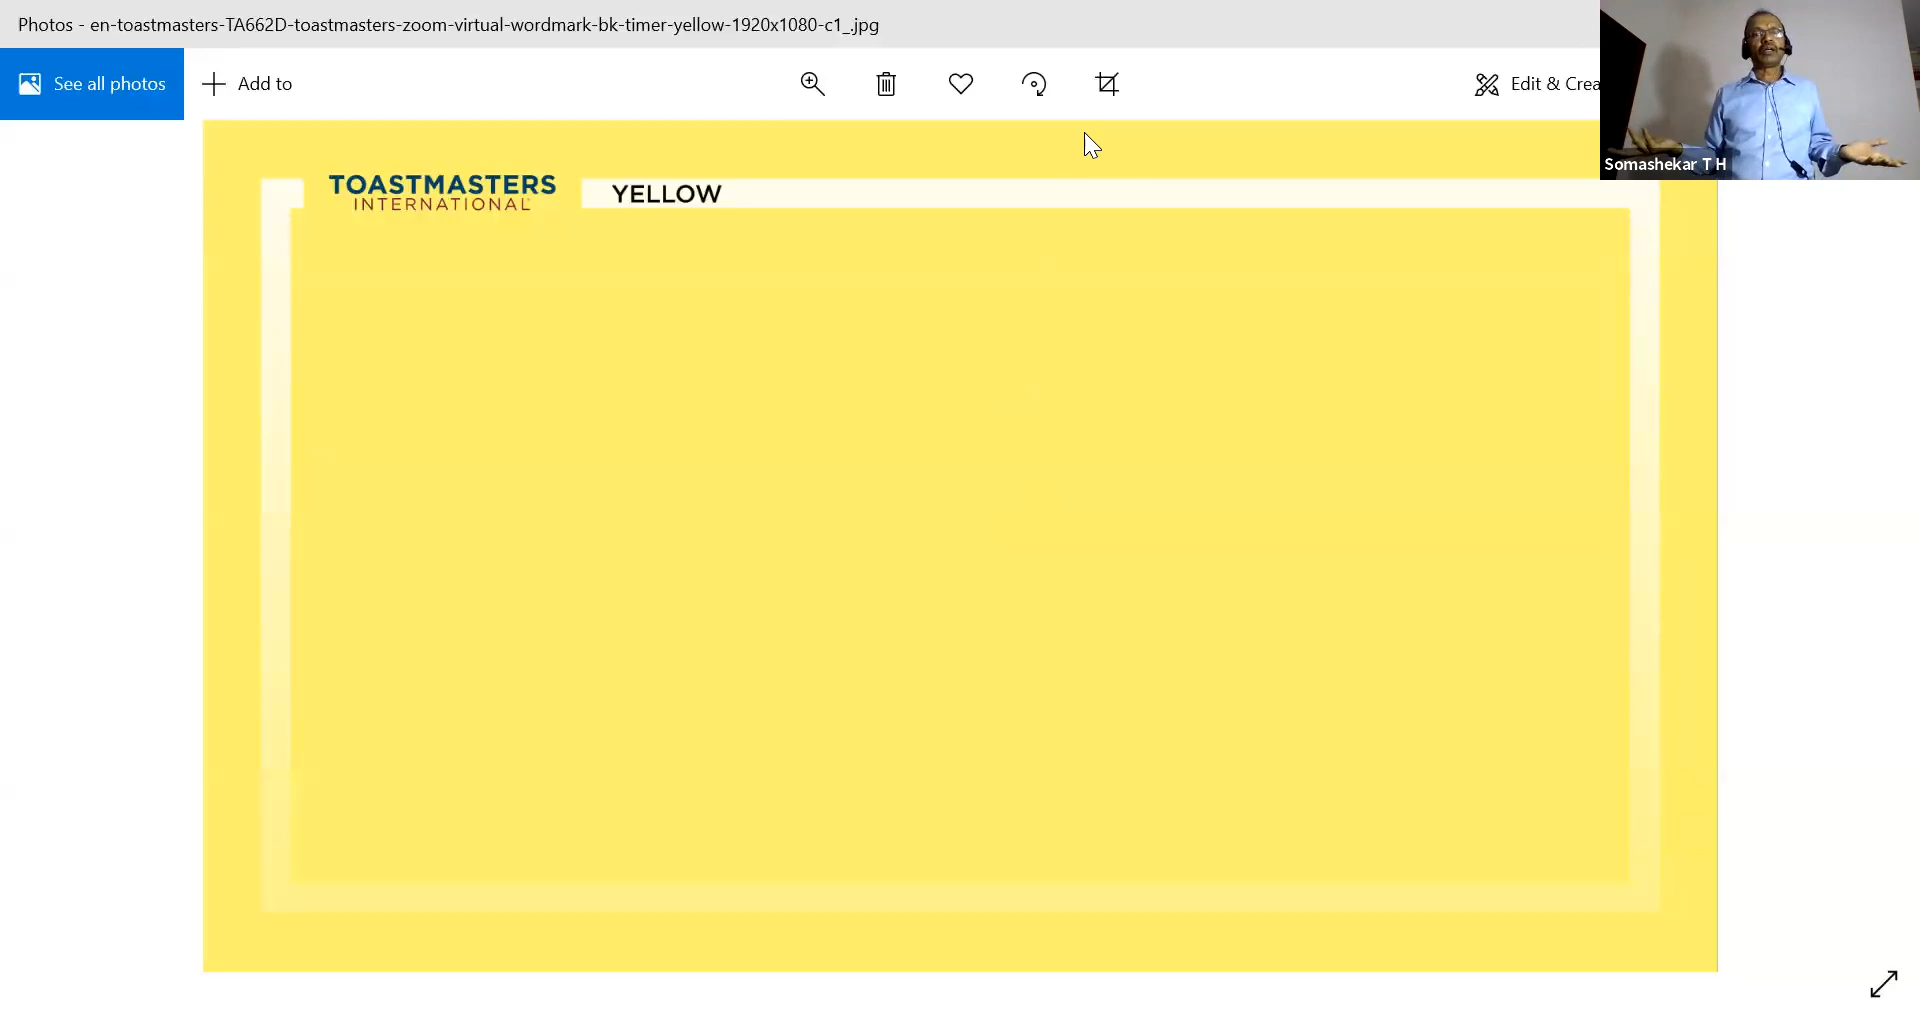 Photos - en-toastmasters-TA662D-toastmasters-zoom-virtual-wordmark-bk-timer-yellow-1920x1080-c1_.jpg
See all photos
Add to
Edit & Crea
Somashekar T H
TOASTMASTERS
INTERNATIONAL
YELLOW